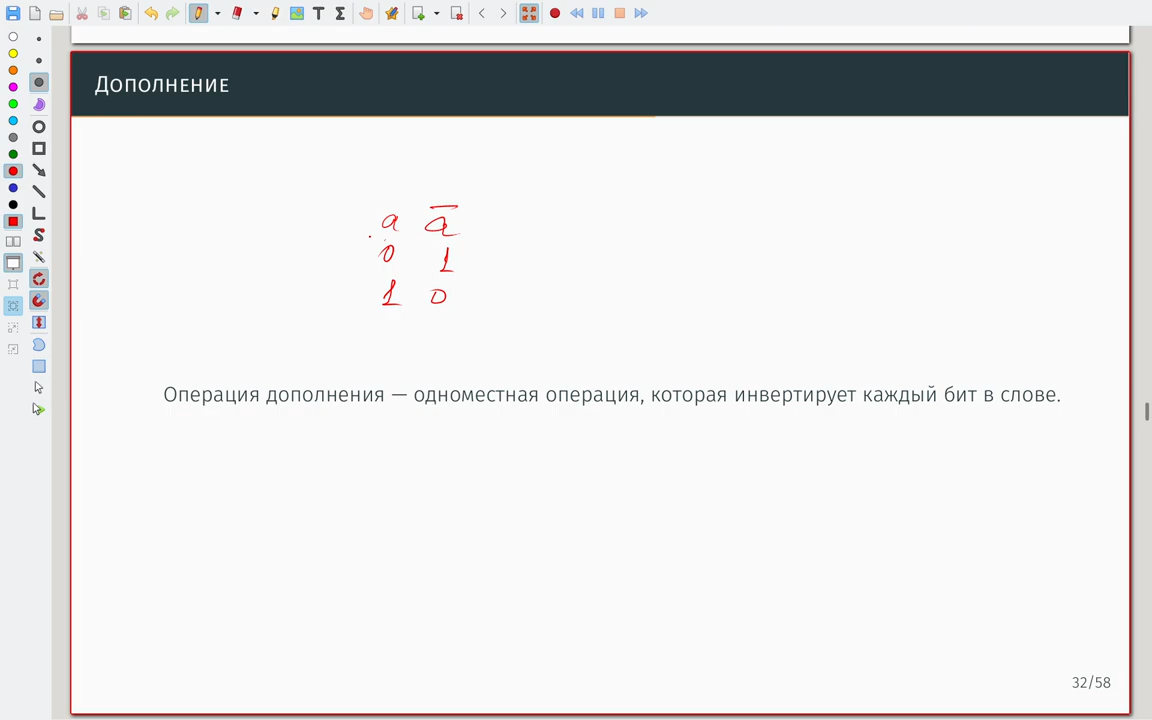 Дополнение
a a̅
0 1
1 0
Операция дополнения — одноместная операция, которая инвертирует каждый бит в слове.
32/58